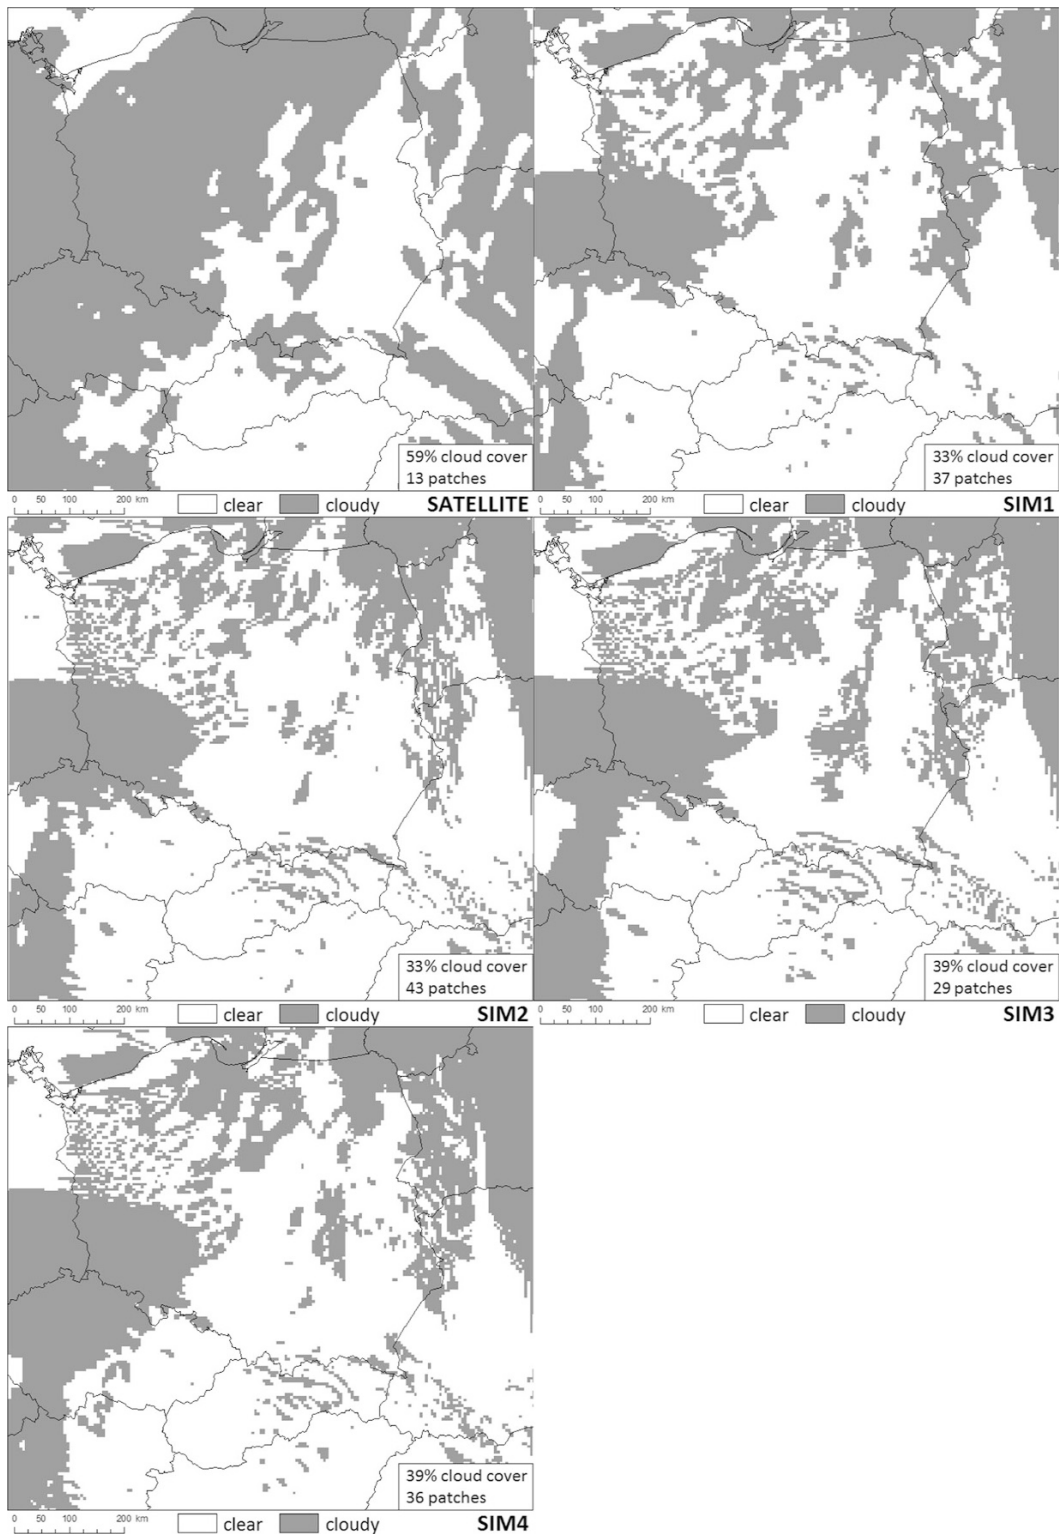 59% cloud cover
13 patches
0 50 100 200 km
clear cloudy SATELLITE
33% cloud cover
37 patches
0 50 100 200 km
clear cloudy SIM1
33% cloud cover
43 patches
0 50 100 200 km
clear cloudy SIM2
39% cloud cover
29 patches
0 50 100 200 km
clear cloudy SIM3
39% cloud cover
36 patches
0 50 100 200 km
clear cloudy SIM4